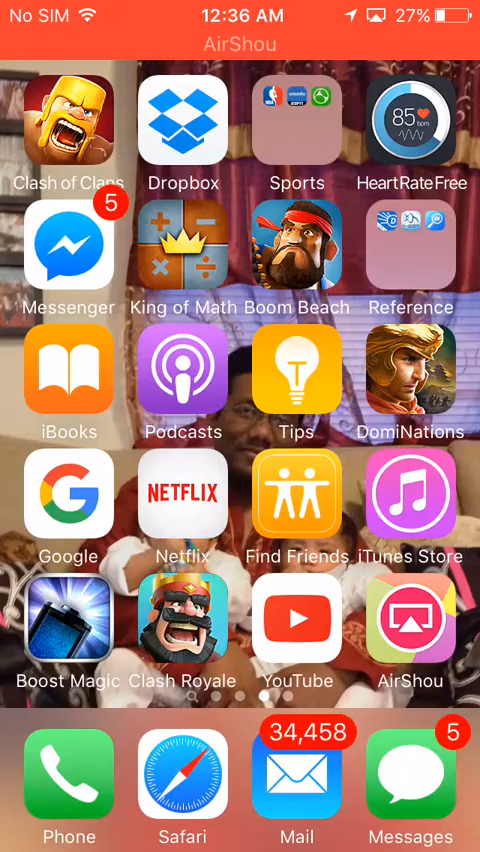 No SIM 12:36 AM 27%
AirShou
85 bpm
Clash of Clans Dropbox Sports HeartRateFree
5
Messenger King of Math Boom Beach Reference
T
iBooks Podcasts Tips DomiNations
G NETFLIX
Google Netflix Find Friends iTunes Store
Boost Magic Clash Royale YouTube AirShou
34,458 5
Phone Safari Mail Messages